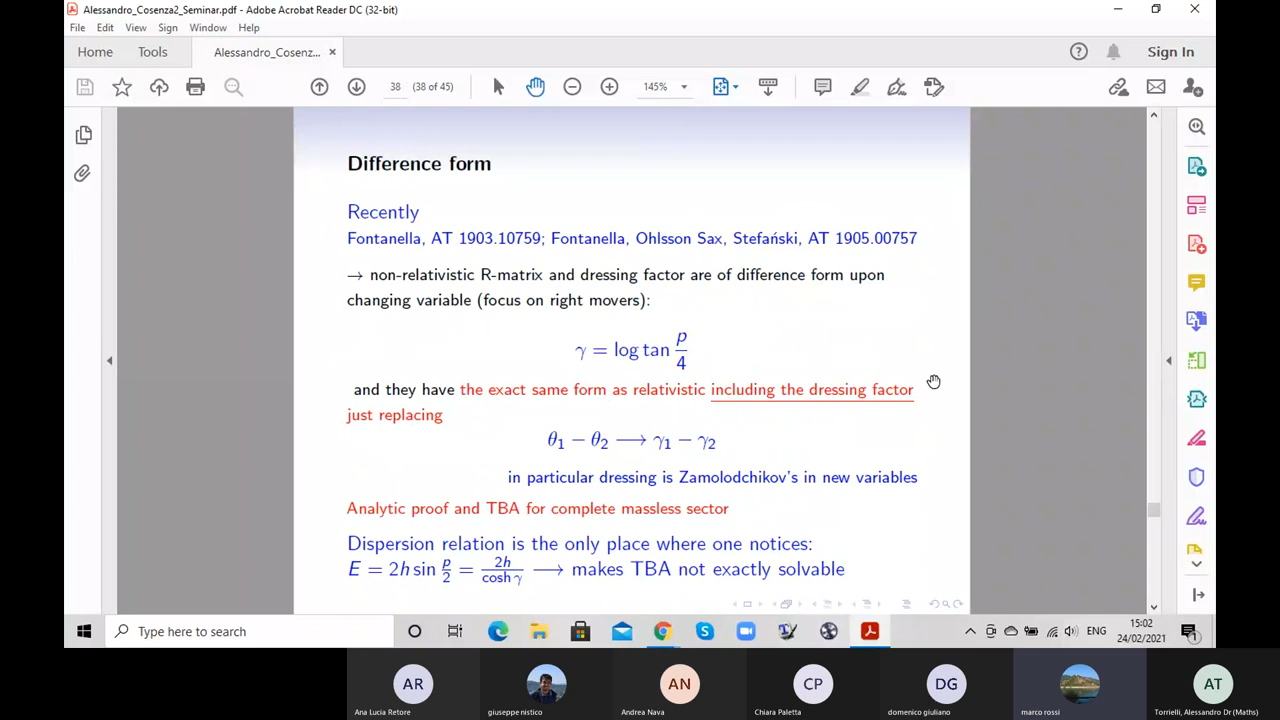 Alessandro_Cosenza2_Seminar.pdf - Adobe Acrobat Reader DC (32-bit)
File Edit View Sign Window Help
Home Tools Alessandro_Cosenz... × Sign In
38 (38 of 45) 145%
Difference form
Recently
Fontanella, AT 1903.10759; Fontanella, Ohlsson Sax, Stefański, AT 1905.00757
→ non-relativistic R-matrix and dressing factor are of difference form upon
changing variable (focus on right movers):
γ = log tan p/4
and they have the exact same form as relativistic including the dressing factor
just replacing
θ₁ − θ₂ ⟶ γ₁ − γ₂
in particular dressing is Zamolodchikov's in new variables
Analytic proof and TBA for complete massless sector
Dispersion relation is the only place where one notices:
E = 2h sin p/2 = 2h/cosh γ ⟶ makes TBA not exactly solvable
Type here to search
ENG
15:02
24/02/2021
1
AR AN CP DG AT
Ana Lucia Retore giuseppe nistico Andrea Nava Chiara Paletta domenico giuliano marco rossi Torrielli, Alessandro Dr (Maths)